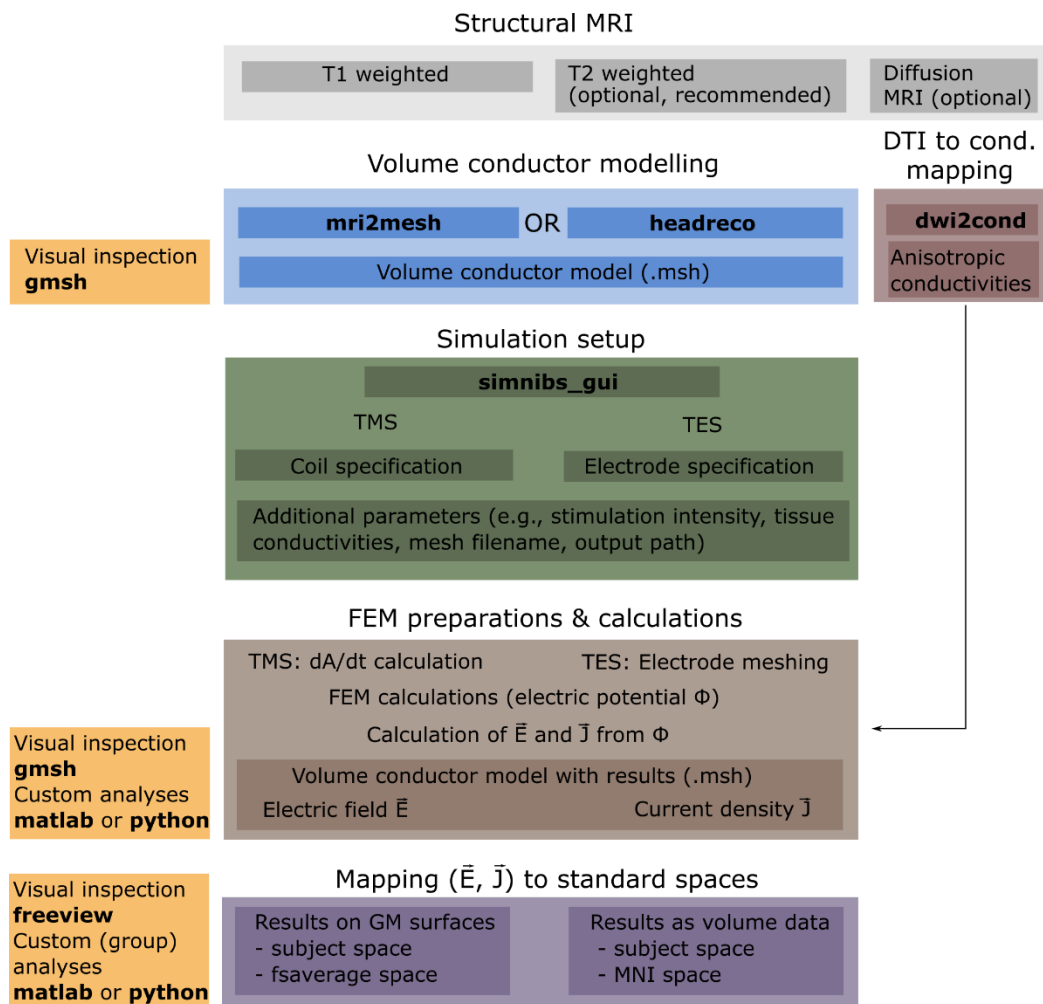 Structural MRI
T1 weighted
T2 weighted
(optional, recommended)
Diffusion
MRI (optional)
DTI to cond.
mapping
Volume conductor modelling
mri2mesh OR headreco
Volume conductor model (.msh)
dwi2cond
Anisotropic
conductivities
Visual inspection
gmsh
Simulation setup
simnibs_gui
TMS
TES
Coil specification
Electrode specification
Additional parameters (e.g., stimulation intensity, tissue
conductivities, mesh filename, output path)
FEM preparations & calculations
TMS: dA/dt calculation
TES: Electrode meshing
FEM calculations (electric potential Φ)
Calculation of E⃗ and J⃗ from Φ
Volume conductor model with results (.msh)
Electric field E⃗
Current density J⃗
Visual inspection
gmsh
Custom analyses
matlab or python
Mapping (E⃗, J⃗) to standard spaces
Results on GM surfaces
- subject space
- fsaverage space
Results as volume data
- subject space
- MNI space
Visual inspection
freeview
Custom (group)
analyses
matlab or python